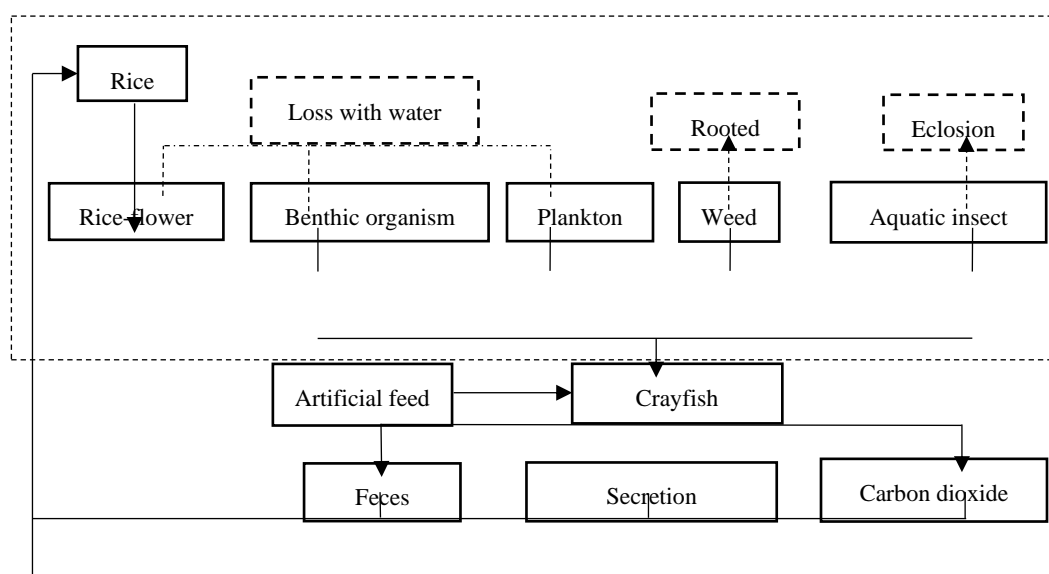 Rice
Loss with water
Rooted
Eclosion
Rice-flower
Benthic organism
Plankton
Weed
Aquatic insect
Artificial feed
Crayfish
Feces
Secretion
Carbon dioxide